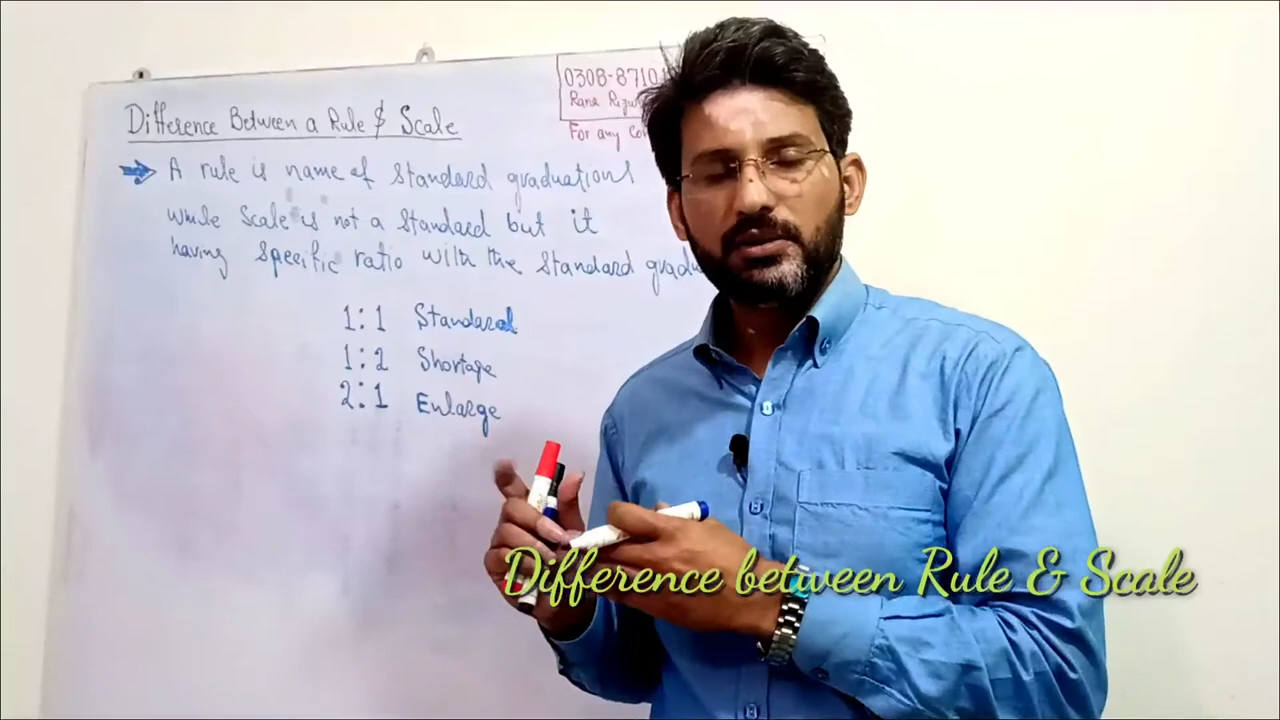 Difference Between a Rule & Scale
0308-8710
Rana
For any
A rule is name of Standard graduations
while Scale is not a Standard but it
having Specific ratio with the Standard gradu
1:1 Standard
1:2 Shortage
2:1 Enlarge
Difference between Rule & Scale